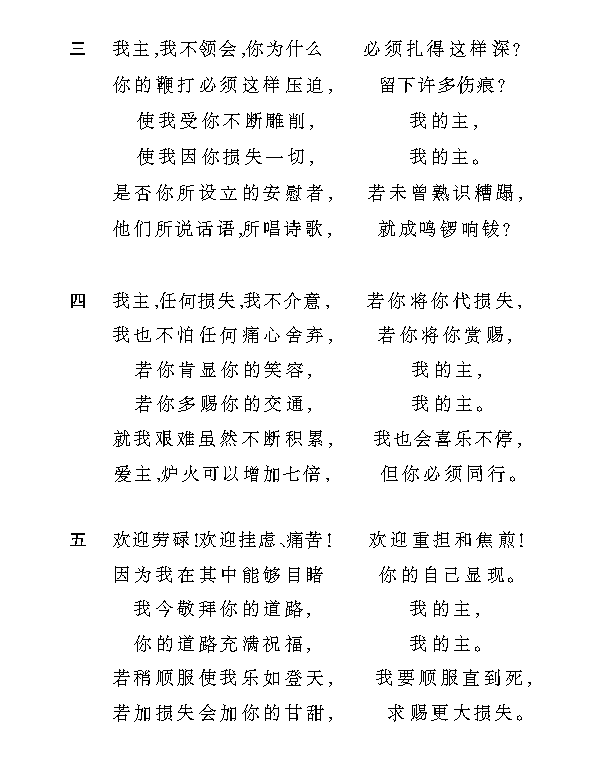 三 我主,我不领会,你为什么 必须扎得这样深?
你的鞭打必须这样压迫, 留下许多伤痕?
使我受你不断雕削, 我的主,
使我因你损失一切, 我的主。
是否你所设立的安慰者, 若未曾熟识糟蹋,
他们所说话语,所唱诗歌, 就成鸣锣响钹?
四 我主,任何损失,我不介意, 若你将你代损失,
我也不怕任何痛心舍弃, 若你将你赏赐,
若你肯显你的笑容, 我的主,
若你多赐你的交通, 我的主。
就我艰难虽然不断积累, 我也会喜乐不停,
爱主,炉火可以增加七倍, 但你必须同行。
五 欢迎劳碌!欢迎挂虑、痛苦! 欢迎重担和焦煎!
因为我在其中能够目睹 你的自己显现。
我今敬拜你的道路, 我的主,
你的道路充满祝福, 我的主。
若稍顺服使我乐如登天, 我要顺服直到死,
若加损失会加你的甘甜, 求赐更大损失。